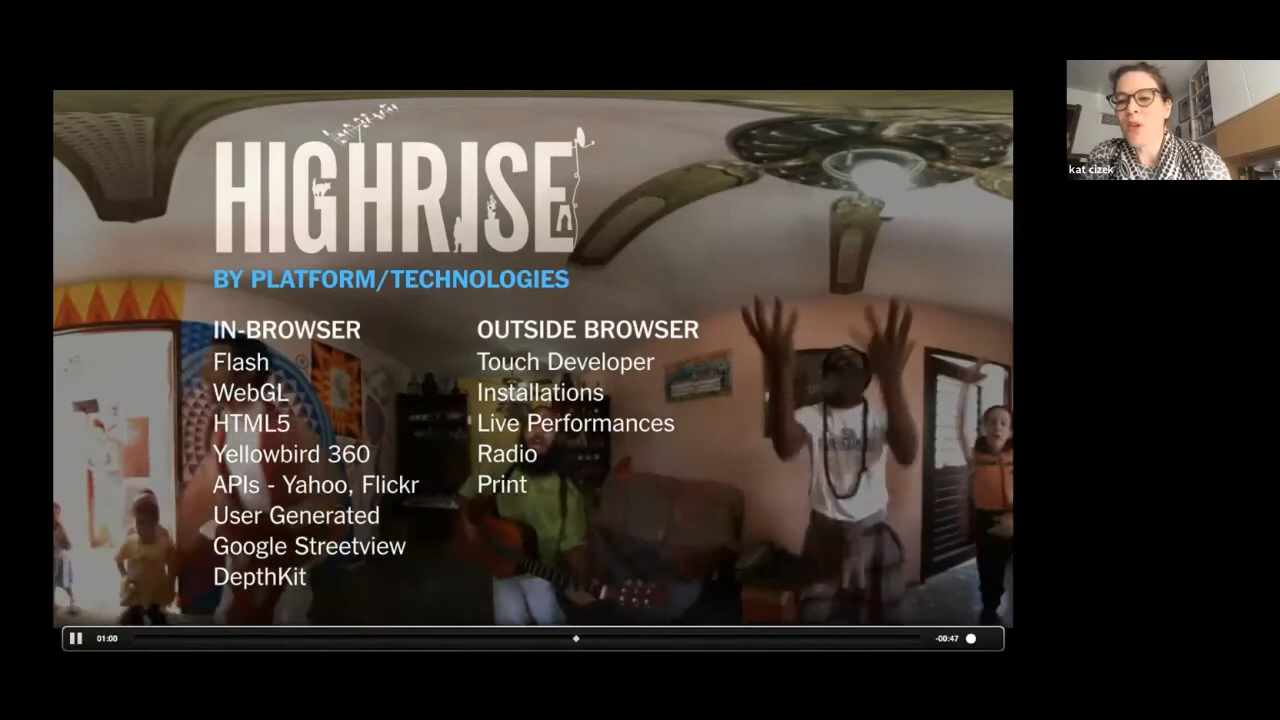 HIGHRISE
BY PLATFORM/TECHNOLOGIES
IN-BROWSER
Flash
WebGL
HTML5
Yellowbird 360
APIs - Yahoo, Flickr
User Generated
Google Streetview
DepthKit
OUTSIDE BROWSER
Touch Developer
Installations
Live Performances
Radio
Print
01:00
-00:47
kat cizek